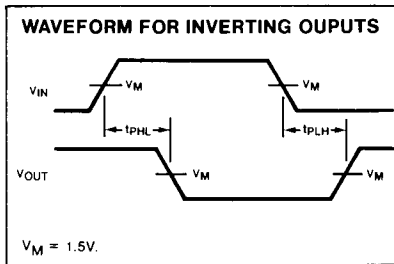 WAVEFORM FOR INVERTING OUPUTS
VIN
VM
VM
tPHL
tPLH
VOUT
VM
VM
VM = 1.5V.